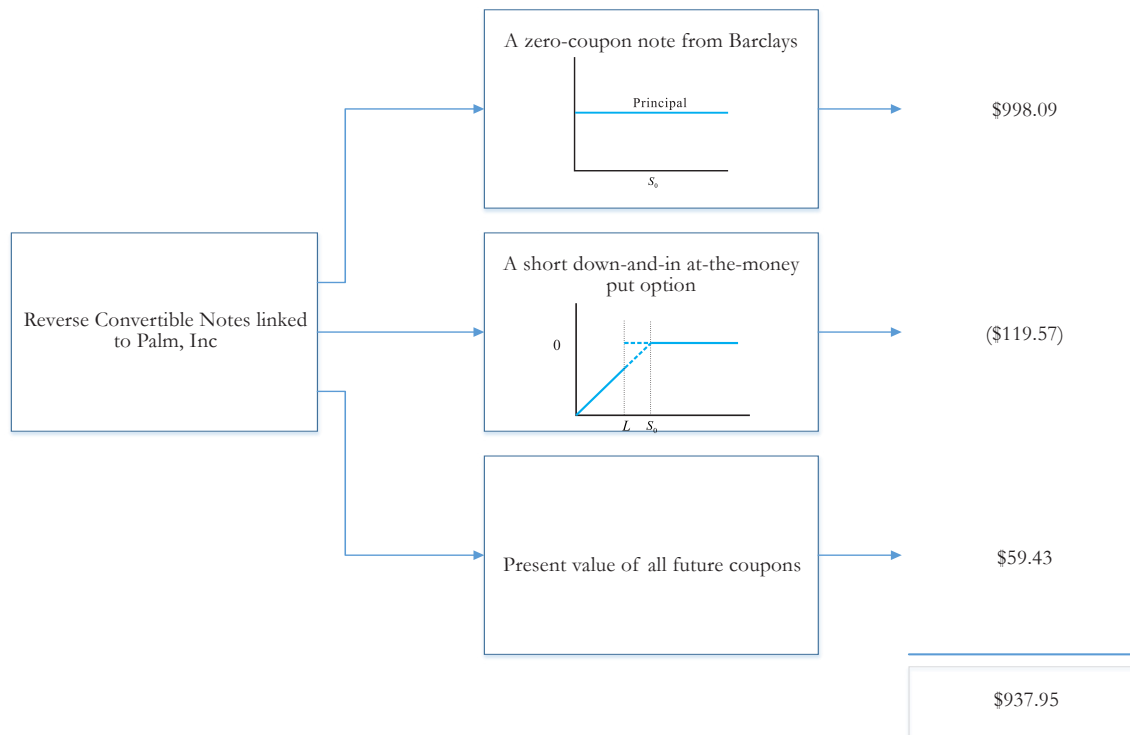 A zero-coupon note from Barclays
Principal
S₀
$998.09
Reverse Convertible Notes linked
to Palm, Inc
A short down-and-in at-the-money
put option
0
L S₀
($119.57)
Present value of all future coupons
$59.43
$937.95